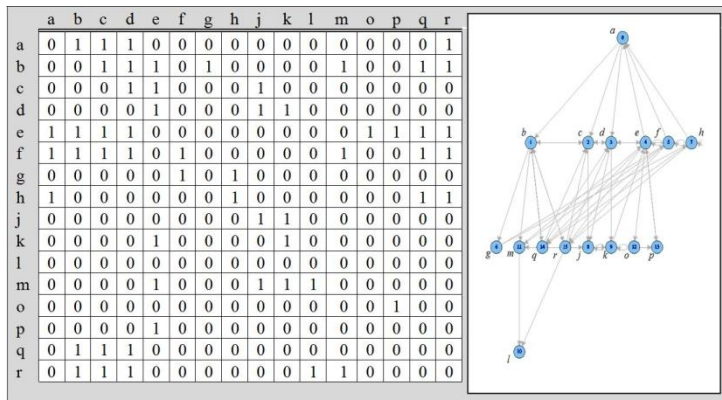 a b c d e f g h j k l m o p q r
a 0 1 1 1 0 0 0 0 0 0 0 0 0 0 0 1
b 0 0 1 1 1 0 1 0 0 0 0 1 0 0 1 1
c 0 0 0 1 1 0 0 0 1 0 0 0 0 0 0 0
d 0 0 0 0 1 0 0 0 1 1 0 0 0 0 0 0
e 1 1 1 1 0 0 0 0 0 0 0 0 1 1 1 1
f 1 1 1 1 0 1 0 0 0 0 0 1 0 0 1 1
g 0 0 0 0 0 1 0 1 0 0 0 0 0 0 0 0
h 1 0 0 0 0 0 0 1 0 0 0 0 0 0 1 1
j 0 0 0 0 0 0 0 0 1 1 0 0 0 0 0 0
k 0 0 0 0 1 0 0 0 0 1 0 0 0 0 0 0
l 0 0 0 0 0 0 0 0 0 0 0 0 0 0 0 0
m 0 0 0 0 1 0 0 0 1 1 1 0 0 0 0 0
o 0 0 0 0 0 0 0 0 0 0 0 0 0 1 0 0
p 0 0 0 0 1 0 0 0 0 0 0 0 0 0 0 0
q 0 1 1 1 0 0 0 0 0 0 0 0 0 0 0 0
r 0 1 1 1 0 0 0 0 0 0 1 1 0 0 0 0
a
b c d e f h
1 2 3
g m q r j k o p
11 14 15 12 13
l
10